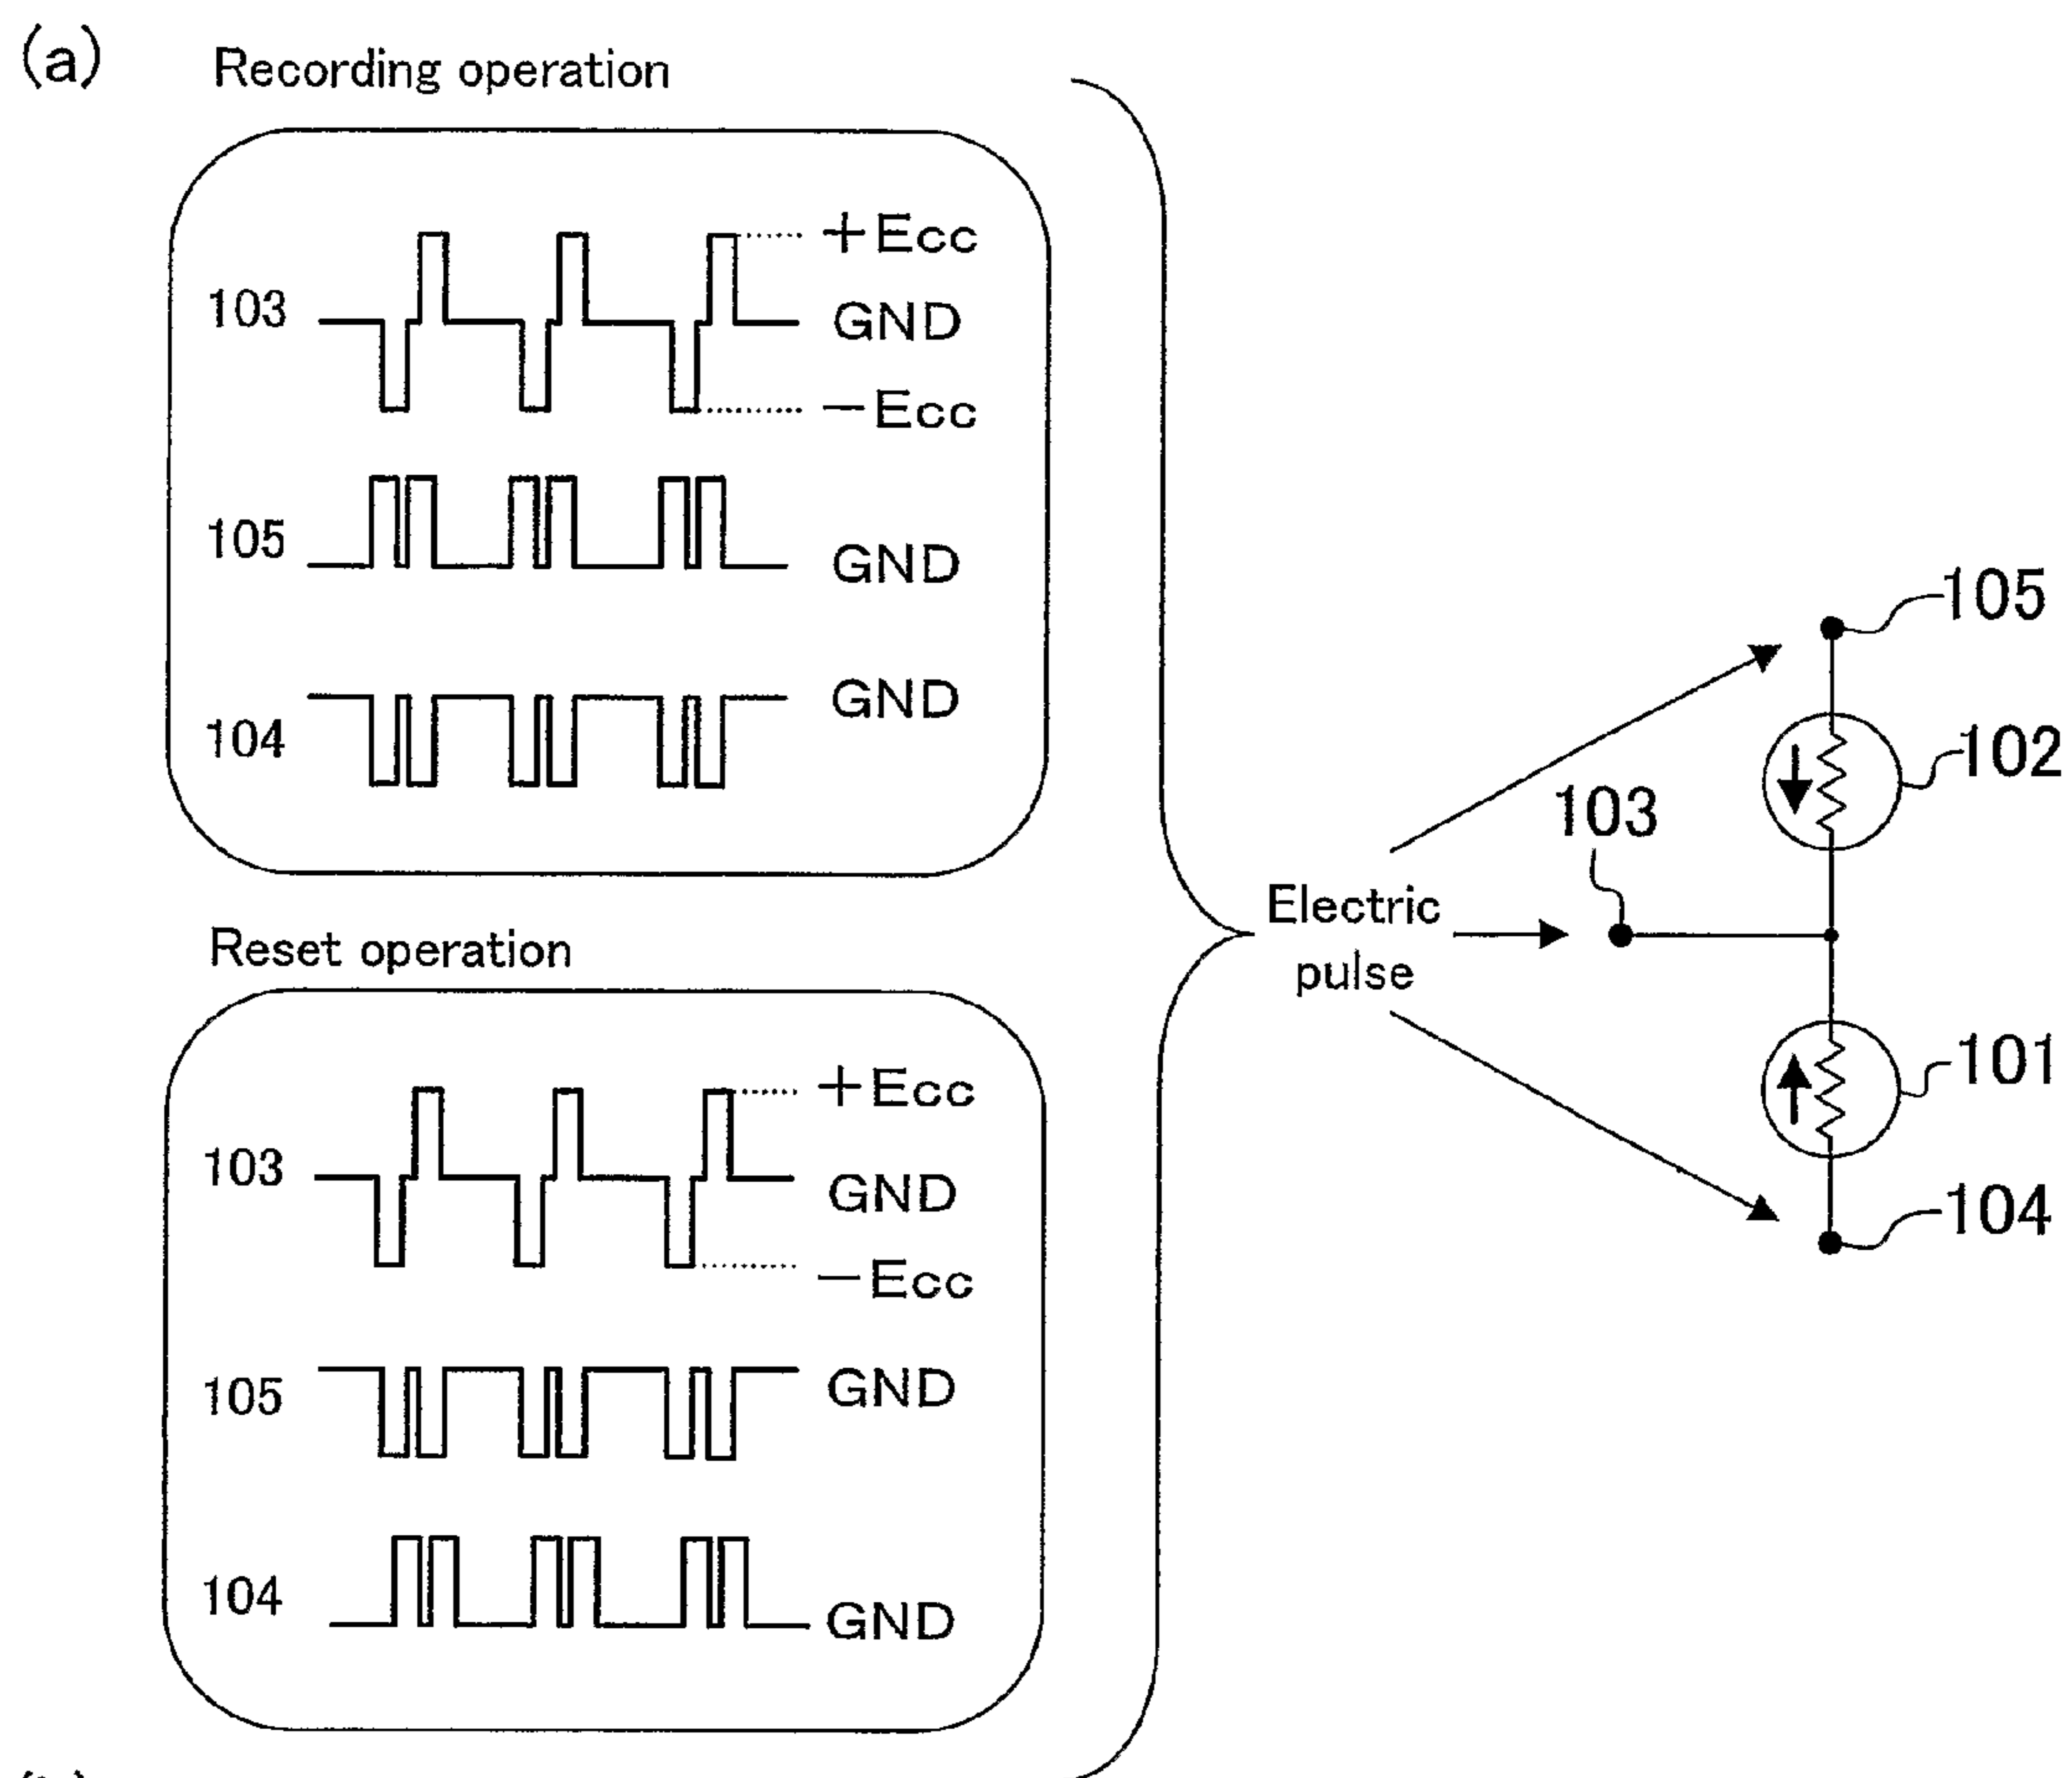 (a)
Recording operation
103
+Ecc
GND
−Ecc
105
GND
104
GND
Reset operation
103
+Ecc
GND
−Ecc
105
GND
104
GND
Electric
pulse
105
102
103
101
104